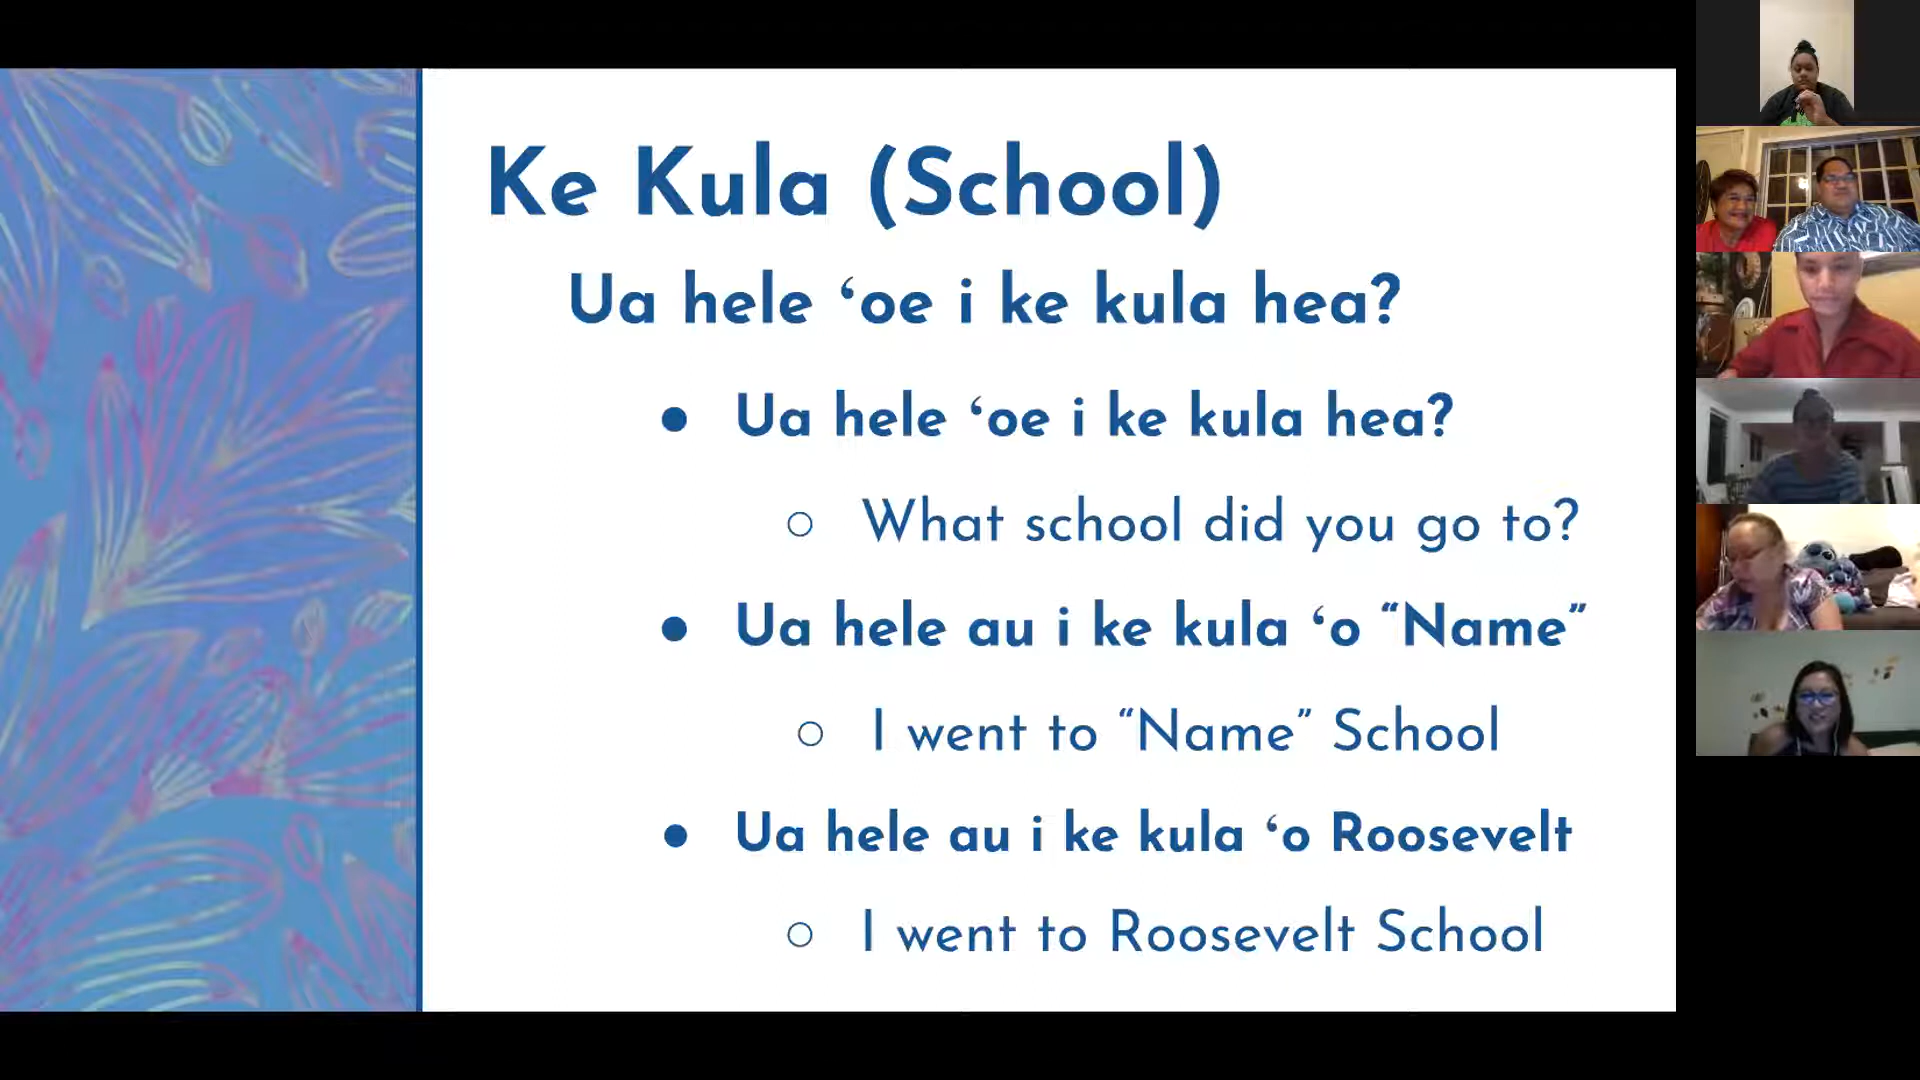 Ke Kula (School)
Ua hele ʻoe i ke kula hea?
● Ua hele ʻoe i ke kula hea?
○ What school did you go to?
● Ua hele au i ke kula ʻo “Name”
○ I went to “Name” School
● Ua hele au i ke kula ʻo Roosevelt
○ I went to Roosevelt School